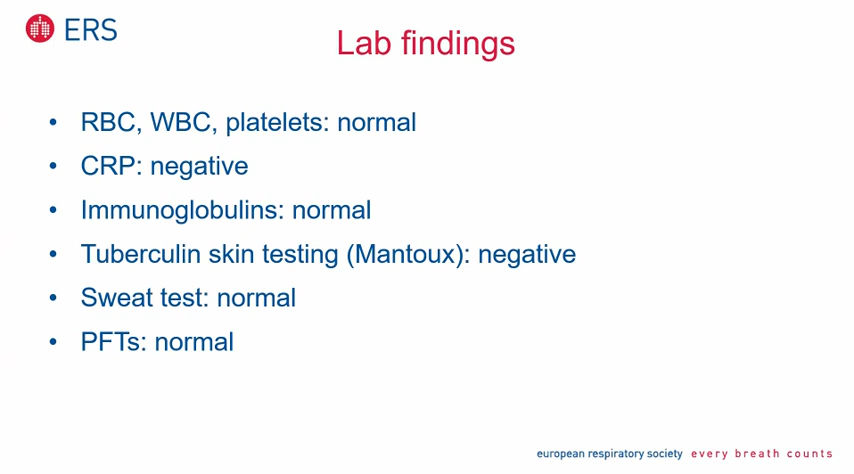 ERS
Lab findings
• RBC, WBC, platelets: normal
• CRP: negative
• Immunoglobulins: normal
• Tuberculin skin testing (Mantoux): negative
• Sweat test: normal
• PFTs: normal
european respiratory society every breath counts